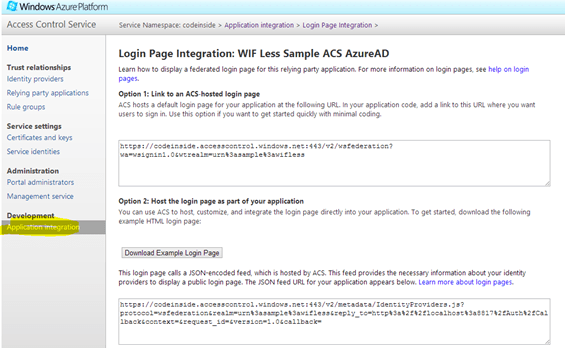 Windows Azure Platform
Access Control Service
Service Namespace: codeinside > Application integration > Login Page Integration >
Home
Trust relationships
Identity providers
Relying party applications
Rule groups
Service settings
Certificates and keys
Service identities
Administration
Portal administrators
Management service
Development
Application integration
Login Page Integration: WIF Less Sample ACS AzureAD
Learn how to display a federated login page for this relying party application. For more information on login pages, see help on login
pages.
Option 1: Link to an ACS-hosted login page
ACS hosts a default login page for your application at the following URL. In your application code, add a link to this URL where you want
users to sign in. Use this option if you want to get started quickly with minimal coding.
https://codeinside.accesscontrol.windows.net:443/v2/wsfederation?
wa=wsignin1.0&wtrealm=urn%3asample%3awifless
Option 2: Host the login page as part of your application
You can use ACS to host, customize, and integrate the login page directly into your application. To get started, download the following
example HTML login page:
Download Example Login Page
This login page calls a JSON-encoded feed, which is hosted by ACS. This feed provides the necessary information about your identity
providers to display a public login page. The JSON feed URL for your application appears below. Learn more about login pages.
https://codeinside.accesscontrol.windows.net:443/v2/metadata/IdentityProviders.js?
protocol=wsfederation&realm=urn%3asample%3awifless&reply_to=http%3a%2f%2flocalhost%3a8817%2fAuth%2fCal
lback&context=&request_id=&version=1.0&callback=